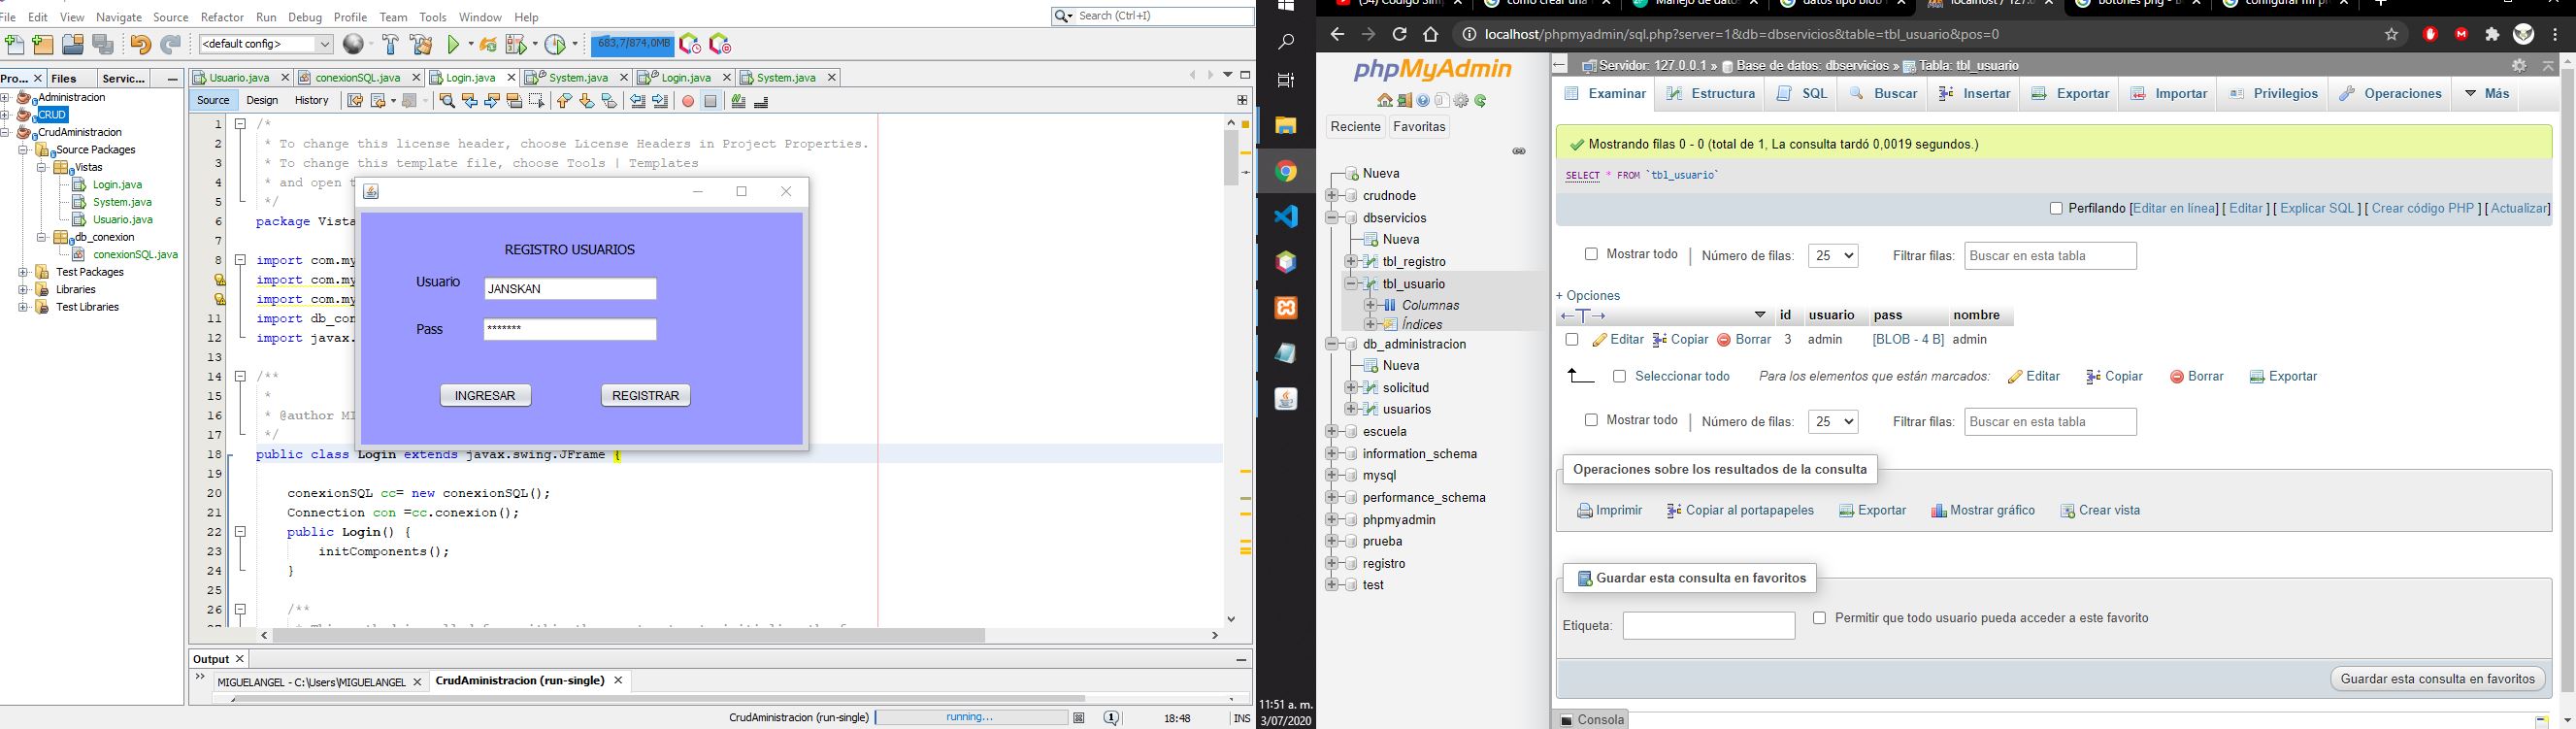 File Edit View Navigate Source Refactor Run Debug Profile Team Tools Window Help
Search (Ctrl+I)
<default config>
683,7/874,0MB
Pro... Files Servic...
Administracion
CRUD
CrudAministracion
Source Packages
Vistas
Login.java
System.java
Usuario.java
db_conexion
conexionSQL.java
Test Packages
Libraries
Test Libraries
Usuario.java conexionSQL.java Login.java System.java Login.java System.java
Source Design History
1 /*
2 * To change this license header, choose License Headers in Project Properties.
3 * To change this template file, choose Tools | Templates
4 * and open t
5 */
6 package Vista
7
8 import com.my
import com.my
import com.my
11 import db_con
12 import javax.
13
14 /**
15 *
16 * @author MI
17 */
18 public class Login extends javax.swing.JFrame {
19
20 conexionSQL cc= new conexionSQL();
21 Connection con =cc.conexion();
22 public Login() {
23 initComponents();
24 }
25
26 /**
REGISTRO USUARIOS
Usuario JANSKAN
Pass *******
INGRESAR REGISTRAR
Output
MIGUELANGEL - C:\Users\MIGUELANGEL CrudAministracion (run-single)
CrudAministracion (run-single) running... 18:48 INS
11:51 a. m.
3/07/2020
localhost/phpmyadmin/sql.php?server=1&db=dbservicios&table=tbl_usuario&pos=0
phpMyAdmin
Reciente Favoritas
Nueva
crudnode
dbservicios
Nueva
tbl_registro
tbl_usuario
Columnas
Índices
db_administracion
Nueva
solicitud
usuarios
escuela
information_schema
mysql
performance_schema
phpmyadmin
prueba
registro
test
Servidor: 127.0.0.1 » Base de datos: dbservicios » Tabla: tbl_usuario
Examinar Estructura SQL Buscar Insertar Exportar Importar Privilegios Operaciones Más
Mostrando filas 0 - 0 (total de 1, La consulta tardó 0,0019 segundos.)
SELECT * FROM `tbl_usuario`
Perfilando [Editar en línea] [ Editar ] [ Explicar SQL ] [ Crear código PHP ] [ Actualizar]
Mostrar todo | Número de filas: 25 Filtrar filas: Buscar en esta tabla
+ Opciones
←T→ id usuario pass nombre
Editar Copiar Borrar 3 admin [BLOB - 4 B] admin
Seleccionar todo Para los elementos que están marcados: Editar Copiar Borrar Exportar
Mostrar todo | Número de filas: 25 Filtrar filas: Buscar en esta tabla
Operaciones sobre los resultados de la consulta
Imprimir Copiar al portapapeles Exportar Mostrar gráfico Crear vista
Guardar esta consulta en favoritos
Etiqueta: Permitir que todo usuario pueda acceder a este favorito
Guardar esta consulta en favoritos
Consola